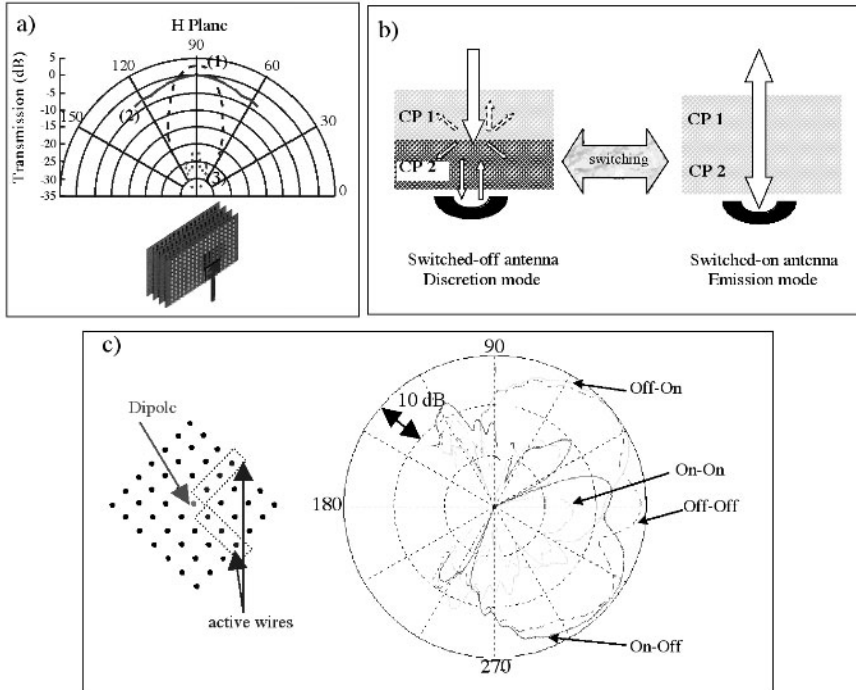 a)
H Plane
Transmission (dB)
5
0
-5
-10
-15
-20
-25
-30
-35
150
120
90
60
30
0
(1)
(2)
(3)
b)
CP 1
CP 2
switching
CP 1
CP 2
Switched-off antenna
Discretion mode
Switched-on antenna
Emission mode
c)
Dipole
active wires
10 dB
90
180
270
Off-On
On-On
Off-Off
On-Off